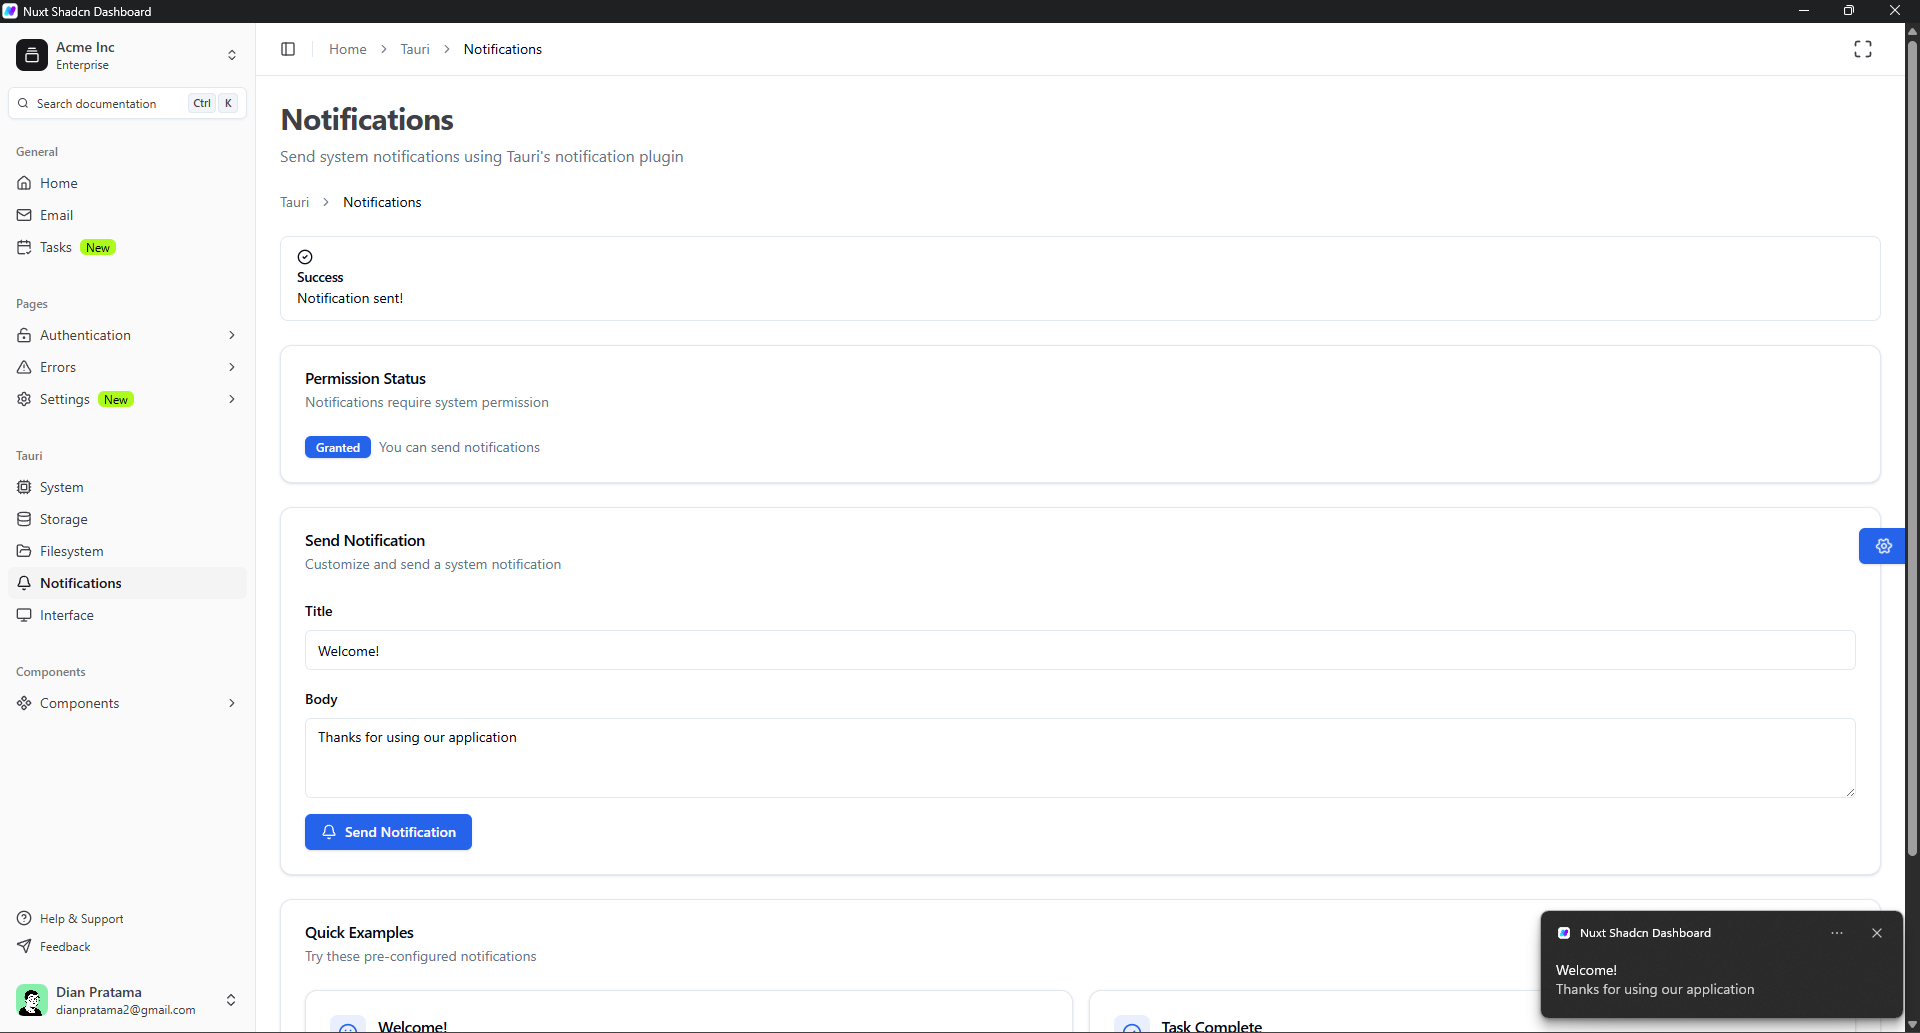 Nuxt Shadcn Dashboard
Acme Inc
Enterprise
Search documentation Ctrl K
General
Home
Email
Tasks New
Pages
Authentication
Errors
Settings New
Tauri
System
Storage
Filesystem
Notifications
Interface
Components
Components
Help & Support
Feedback
Dian Pratama
dianpratama2@gmail.com
Home > Tauri > Notifications
Notifications
Send system notifications using Tauri's notification plugin
Tauri > Notifications
Success
Notification sent!
Permission Status
Notifications require system permission
Granted You can send notifications
Send Notification
Customize and send a system notification
Title
Welcome!
Body
Thanks for using our application
Send Notification
Quick Examples
Try these pre-configured notifications
Welcome!
Task Complete
Nuxt Shadcn Dashboard
Welcome!
Thanks for using our application